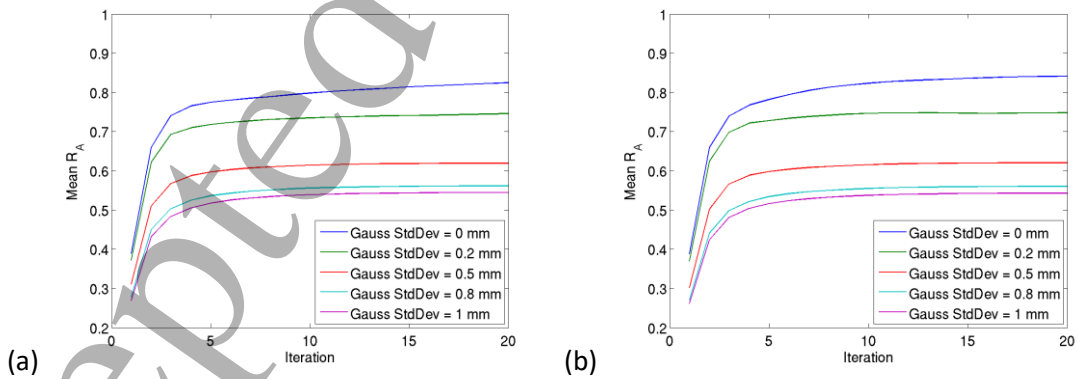 1
0.9
0.8
0.7
0.6
0.5
0.4
0.3
0.2
Mean R_A
0
5
10
15
20
Iteration
Gauss StdDev = 0 mm
Gauss StdDev = 0.2 mm
Gauss StdDev = 0.5 mm
Gauss StdDev = 0.8 mm
Gauss StdDev = 1 mm
(a)
1
0.9
0.8
0.7
0.6
0.5
0.4
0.3
0.2
Mean R_A
0
5
10
15
20
Iteration
Gauss StdDev = 0 mm
Gauss StdDev = 0.2 mm
Gauss StdDev = 0.5 mm
Gauss StdDev = 0.8 mm
Gauss StdDev = 1 mm
(b)
epted